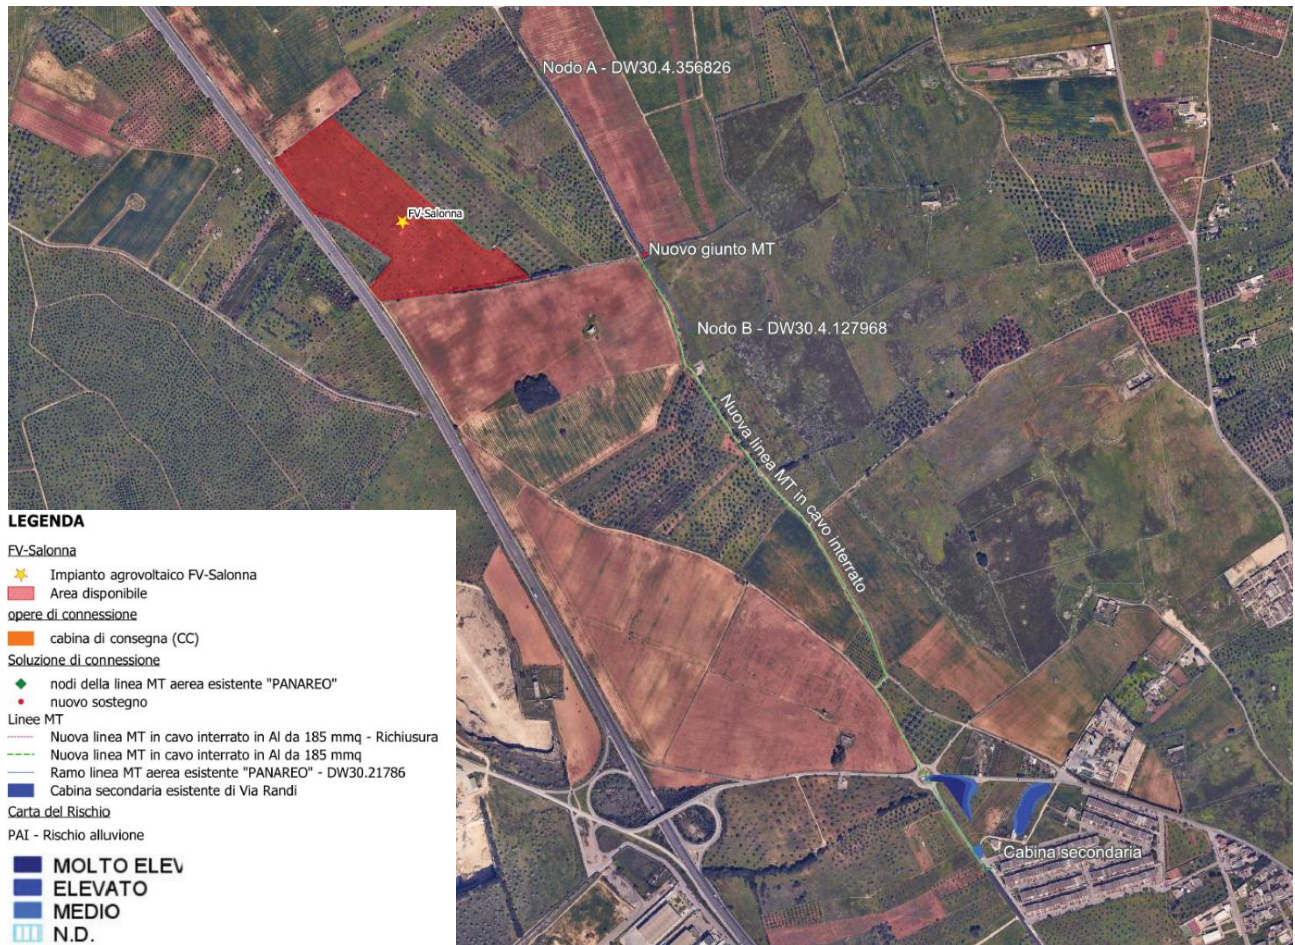 Nodo A - DW30.4.356826
FV-Salonna
Nuovo giunto MT
Nodo B - DW30.4.127968
Nuova linea MT in cavo interrato
Cabina secondaria
LEGENDA
FV-Salonna
Impianto agrovoltaico FV-Salonna
Area disponibile
opere di connessione
cabina di consegna (CC)
Soluzione di connessione
nodi della linea MT aerea esistente "PANAREO"
nuovo sostegno
Linee MT
Nuova linea MT in cavo interrato in Al da 185 mmq - Richiusura
Nuova linea MT in cavo interrato in Al da 185 mmq
Ramo linea MT aerea esistente "PANAREO" - DW30.21786
Cabina secondaria esistente di Via Randi
Carta del Rischio
PAI - Rischio alluvione
MOLTO ELEV
ELEVATO
MEDIO
N.D.